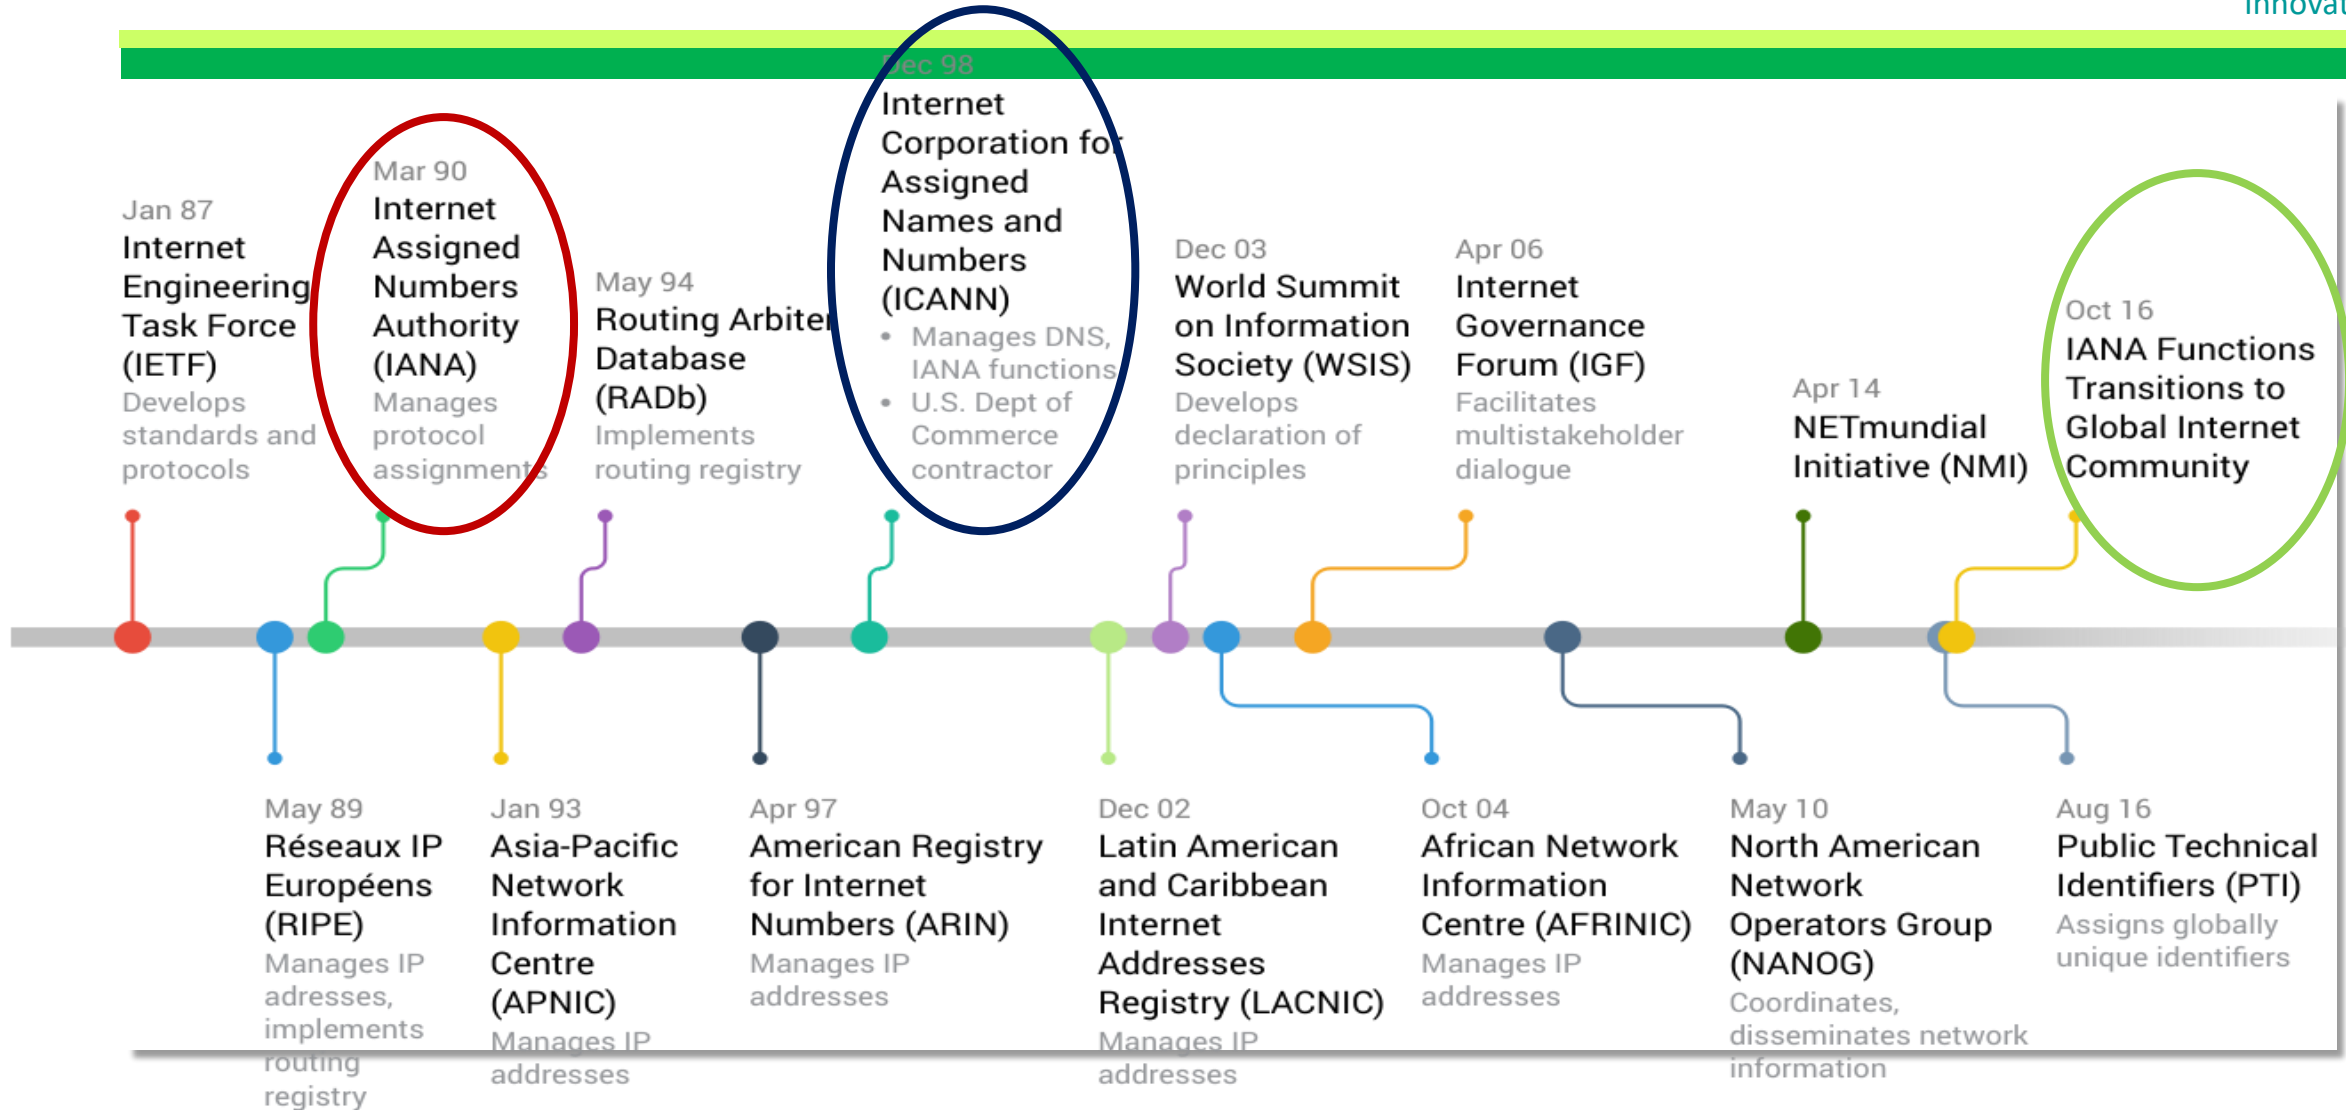 Jan 87
Internet
Engineering
Task Force
(IETF)
Develops
standards and
protocols
Mar 90
Internet
Assigned
Numbers
Authority
(IANA)
Manages
protocol
assignments
May 94
Routing Arbiter
Database
(RADb)
Implements
routing registry
Dec 98
Internet
Corporation for
Assigned
Names and
Numbers
(ICANN)
• Manages DNS,
IANA functions
• U.S. Dept of
Commerce
contractor
Dec 03
World Summit
on Information
Society (WSIS)
Develops
declaration of
principles
Apr 06
Internet
Governance
Forum (IGF)
Facilitates
multistakeholder
dialogue
Apr 14
NETmundial
Initiative (NMI)
Oct 16
IANA Functions
Transitions to
Global Internet
Community
May 89
Réseaux IP
Européens
(RIPE)
Manages IP
adresses,
implements
routing
registry
Jan 93
Asia-Pacific
Network
Information
Centre
(APNIC)
Manages IP
addresses
Apr 97
American Registry
for Internet
Numbers (ARIN)
Manages IP
addresses
Dec 02
Latin American
and Caribbean
Internet
Addresses
Registry (LACNIC)
Manages IP
addresses
Oct 04
African Network
Information
Centre (AFRINIC)
Manages IP
addresses
May 10
North American
Network
Operators Group
(NANOG)
Coordinates,
disseminates network
information
Aug 16
Public Technical
Identifiers (PTI)
Assigns globally
unique identifiers